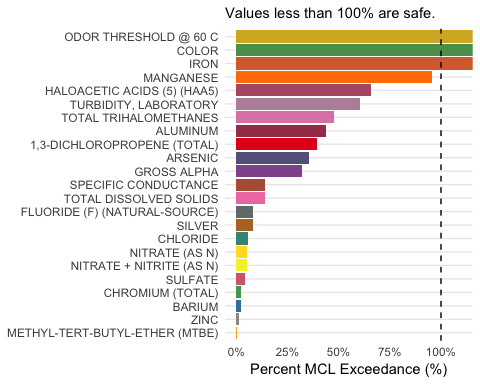 Values less than 100% are safe.
ODOR THRESHOLD @ 60 C
COLOR
IRON
MANGANESE
HALOACETIC ACIDS (5) (HAA5)
TURBIDITY, LABORATORY
TOTAL TRIHALOMETHANES
ALUMINUM
1,3-DICHLOROPROPENE (TOTAL)
ARSENIC
GROSS ALPHA
SPECIFIC CONDUCTANCE
TOTAL DISSOLVED SOLIDS
FLUORIDE (F) (NATURAL-SOURCE)
SILVER
CHLORIDE
NITRATE (AS N)
NITRATE + NITRITE (AS N)
SULFATE
CHROMIUM (TOTAL)
BARIUM
ZINC
METHYL-TERT-BUTYL-ETHER (MTBE)
0% 25% 50% 75% 100%
Percent MCL Exceedance (%)